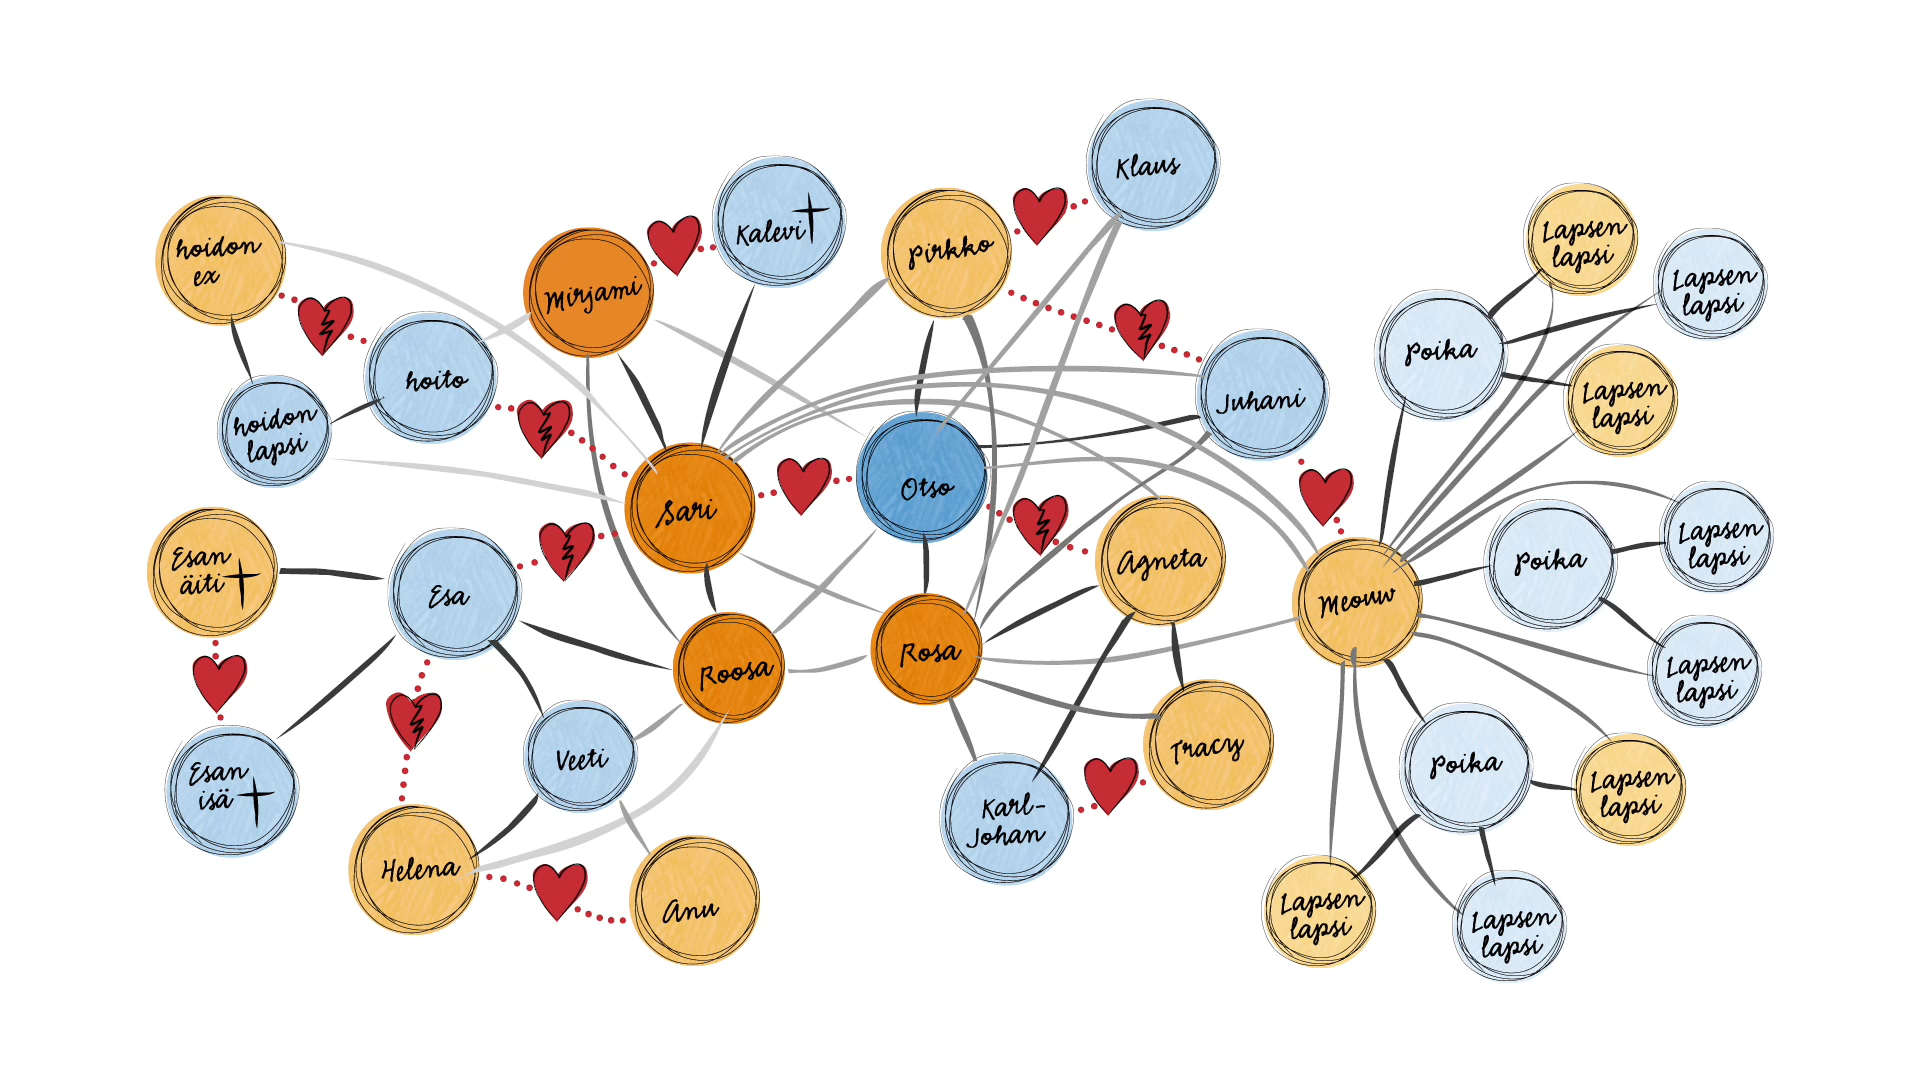 Klaus
Kalevi
Pirkko
hoidon
ex
Mirjami
Lapsen
lapsi
Lapsen
lapsi
hoito
Poika
Juhani
Lapsen
lapsi
hoidon
lapsi
Sari
Otso
Agneta
Esan
äiti
Esa
Meouw
Poika
Lapsen
lapsi
Roosa
Rosa
Lapsen
lapsi
Esan
isä
Veeti
Tracy
Poika
Lapsen
lapsi
Karl-
Johan
Helena
Anu
Lapsen
lapsi
Lapsen
lapsi